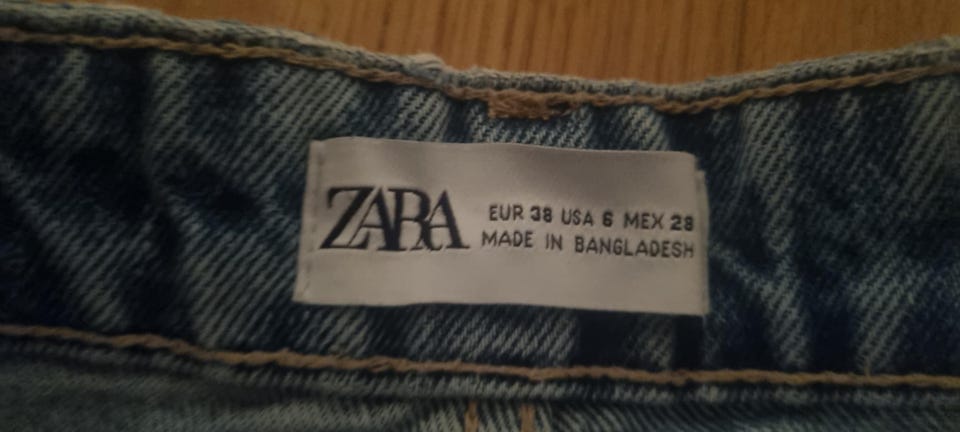 ZARA
EUR 38 USA 6 MEX 28
MADE IN BANGLADESH